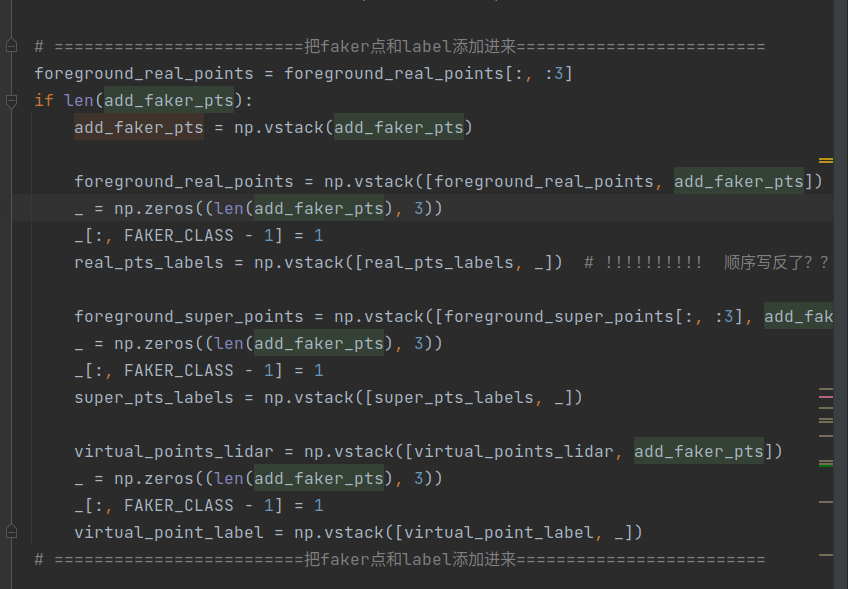 # =========================把faker点和label添加进来=========================
foreground_real_points = foreground_real_points[:, :3]
if len(add_faker_pts):
    add_faker_pts = np.vstack(add_faker_pts)
    foreground_real_points = np.vstack([foreground_real_points, add_faker_pts])
    _ = np.zeros((len(add_faker_pts), 3))
    _[:, FAKER_CLASS - 1] = 1
    real_pts_labels = np.vstack([real_pts_labels, _])  # !!!!!!!!!!  顺序写反了？？
    foreground_super_points = np.vstack([foreground_super_points[:, :3], add_fak
    _ = np.zeros((len(add_faker_pts), 3))
    _[:, FAKER_CLASS - 1] = 1
    super_pts_labels = np.vstack([super_pts_labels, _])
    virtual_points_lidar = np.vstack([virtual_points_lidar, add_faker_pts])
    _ = np.zeros((len(add_faker_pts), 3))
    _[:, FAKER_CLASS - 1] = 1
    virtual_point_label = np.vstack([virtual_point_label, _])
# =========================把faker点和label添加进来=========================